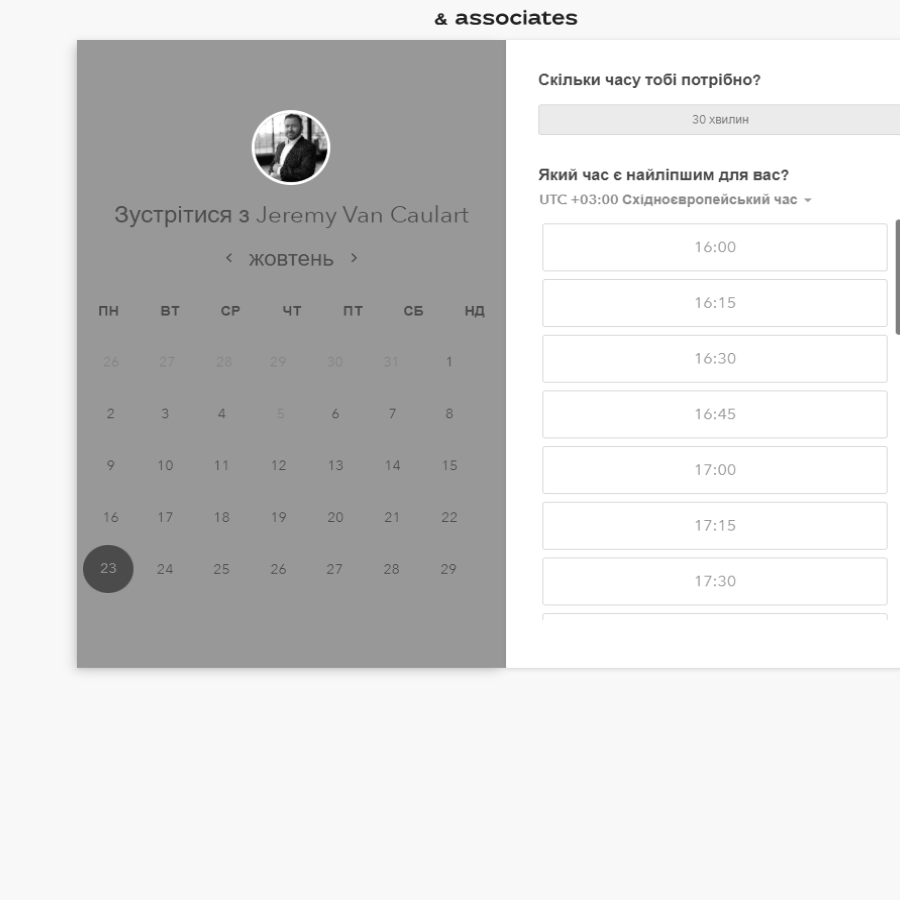 & associates
Зустрітися з Jeremy Van Caulart
жовтень
ПН ВТ СР ЧТ ПТ СБ НД
26 27 28 29 30 31 1
2 3 4 5 6 7 8
9 10 11 12 13 14 15
16 17 18 19 20 21 22
23 24 25 26 27 28 29
Скільки часу тобі потрібно?
30 хвилин
Який час є найліпшим для вас?
UTC +03:00 Східноєвропейський час
16:00
16:15
16:30
16:45
17:00
17:15
17:30